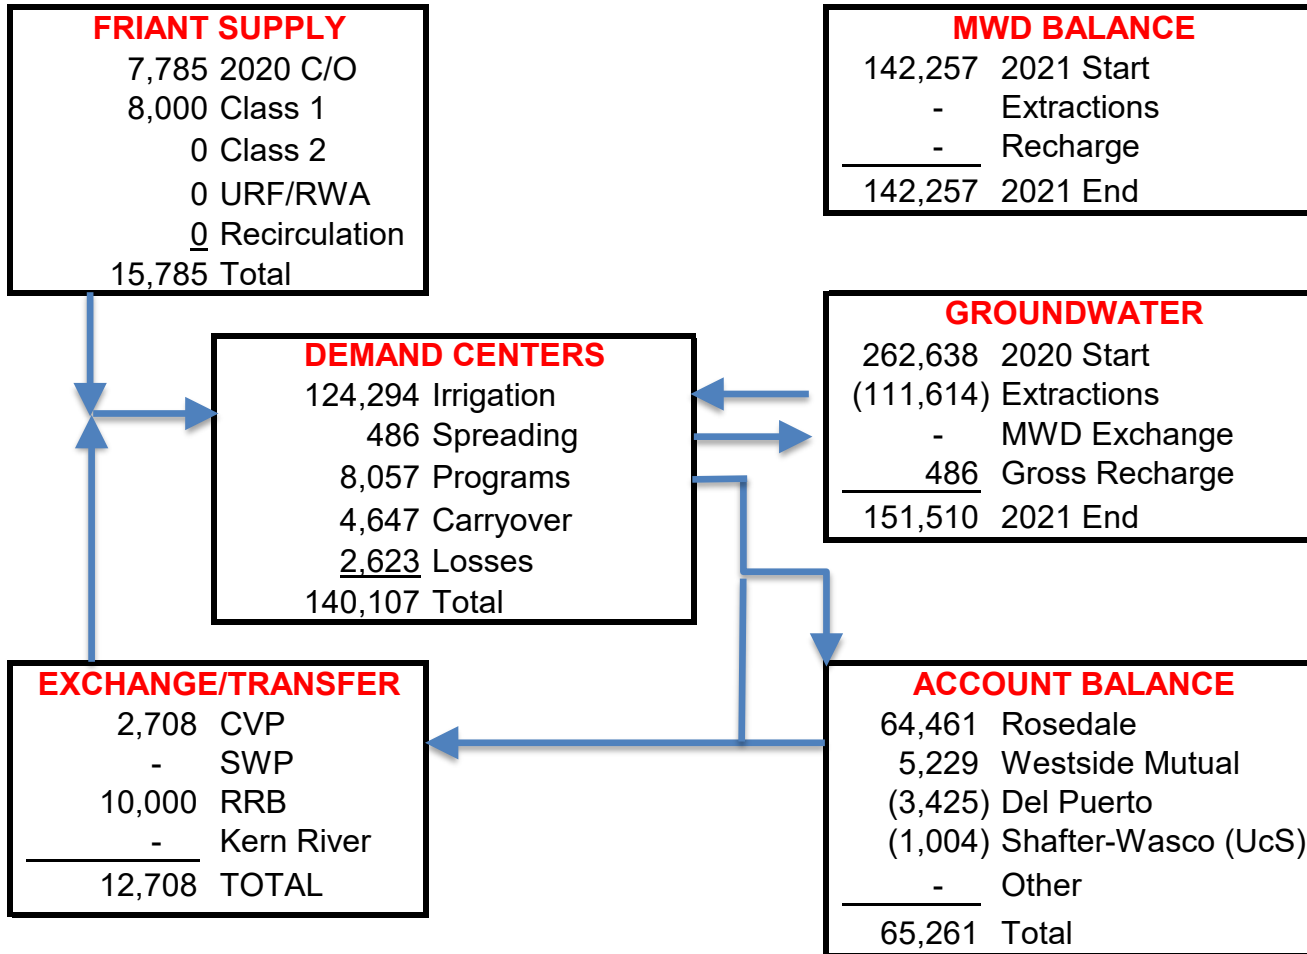 FRIANT SUPPLY
7,785 2020 C/O
8,000 Class 1
0 Class 2
0 URF/RWA
0 Recirculation
15,785 Total
MWD BALANCE
142,257 2021 Start
- Extractions
- Recharge
142,257 2021 End
DEMAND CENTERS
124,294 Irrigation
486 Spreading
8,057 Programs
4,647 Carryover
2,623 Losses
140,107 Total
GROUNDWATER
262,638 2020 Start
(111,614) Extractions
- MWD Exchange
486 Gross Recharge
151,510 2021 End
EXCHANGE/TRANSFER
2,708 CVP
- SWP
10,000 RRB
- Kern River
12,708 TOTAL
ACCOUNT BALANCE
64,461 Rosedale
5,229 Westside Mutual
(3,425) Del Puerto
(1,004) Shafter-Wasco (UcS)
- Other
65,261 Total